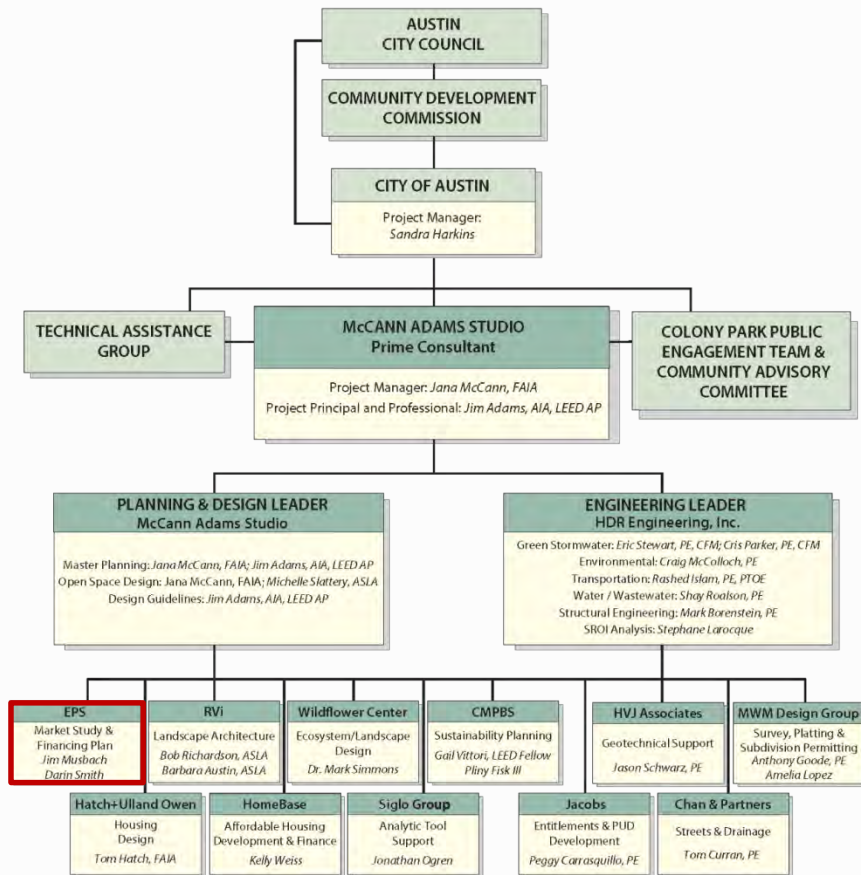 AUSTIN
CITY COUNCIL
COMMUNITY DEVELOPMENT
COMMISSION
CITY OF AUSTIN
Project Manager:
Sandra Harkins
TECHNICAL ASSISTANCE
GROUP
McCANN ADAMS STUDIO
Prime Consultant
Project Manager: Jana McCann, FAIA
Project Principal and Professional: Jim Adams, AIA, LEED AP
COLONY PARK PUBLIC
ENGAGEMENT TEAM &
COMMUNITY ADVISORY
COMMITTEE
PLANNING & DESIGN LEADER
McCann Adams Studio
Master Planning: Jana McCann, FAIA; Jim Adams, AIA, LEED AP
Open Space Design: Jana McCann, FAIA; Michelle Slattery, ASLA
Design Guidelines: Jim Adams, AIA, LEED AP
ENGINEERING LEADER
HDR Engineering, Inc.
Green Stormwater: Eric Stewart, PE, CFM; Cris Parker, PE, CFM
Environmental: Craig McColloch, PE
Transportation: Rashed Islam, PE, PTOE
Water / Wastewater: Shay Roalson, PE
Structural Engineering: Mark Borenstein, PE
SROI Analysis: Stephane Larocque
EPS
Market Study &
Financing Plan
Jim Musbach
Darin Smith
RVi
Landscape Architecture
Bob Richardson, ASLA
Barbara Austin, ASLA
Wildflower Center
Ecosystem/Landscape
Design
Dr. Mark Simmons
CMPBS
Sustainability Planning
Gail Vittori, LEED Fellow
Pliny Fisk III
HVJ Associates
Geotechnical Support
Jason Schwarz, PE
MWM Design Group
Survey, Platting &
Subdivision Permitting
Anthony Goode, PE
Amelia Lopez
Hatch+Ulland Owen
Housing
Design
Tom Hatch, FAIA
HomeBase
Affordable Housing
Development & Finance
Kelly Weiss
Siglo Group
Analytic Tool
Support
Jonathan Ogren
Jacobs
Entitlements & PUD
Development
Peggy Carrasquillo, PE
Chan & Partners
Streets & Drainage
Tom Curran, PE